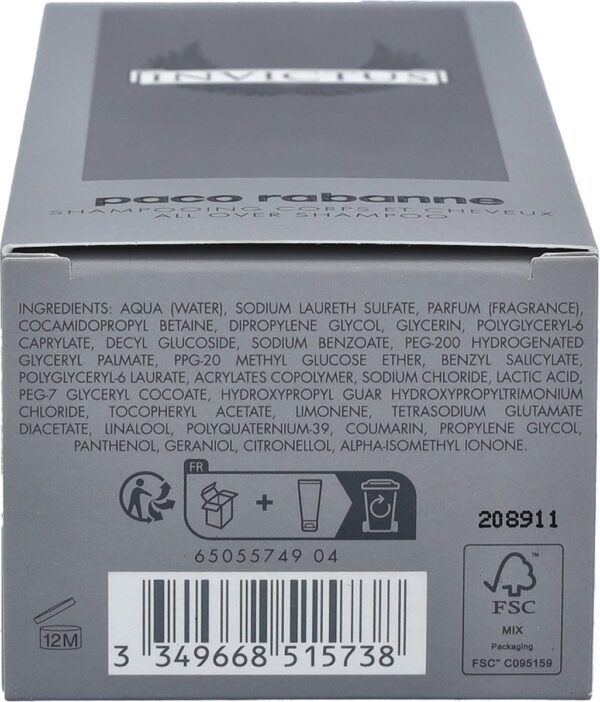 INVICTUS
paco rabanne
SHAMPOOING CORPS ET CHEVEUX
ALL OVER SHAMPOO
INGREDIENTS: AQUA (WATER), SODIUM LAURETH SULFATE, PARFUM (FRAGRANCE),
COCAMIDOPROPYL BETAINE, DIPROPYLENE GLYCOL, GLYCERIN, POLYGLYCERYL-6
CAPRYLATE, DECYL GLUCOSIDE, SODIUM BENZOATE, PEG-200 HYDROGENATED
GLYCERYL PALMATE, PPG-20 METHYL GLUCOSE ETHER, BENZYL SALICYLATE,
POLYGLYCERYL-6 LAURATE, ACRYLATES COPOLYMER, SODIUM CHLORIDE, LACTIC ACID,
PEG-7 GLYCERYL COCOATE, HYDROXYPROPYL GUAR HYDROXYPROPYLTRIMONIUM
CHLORIDE, TOCOPHERYL ACETATE, LIMONENE, TETRASODIUM GLUTAMATE
DIACETATE, LINALOOL, POLYQUATERNIUM-39, COUMARIN, PROPYLENE GLYCOL,
PANTHENOL, GERANIOL, CITRONELLOL, ALPHA-ISOMETHYL IONONE.
FR
+
65055749 04
208911
12M
3 349668 515738
FSC
MIX
Packaging
FSC™ C095159